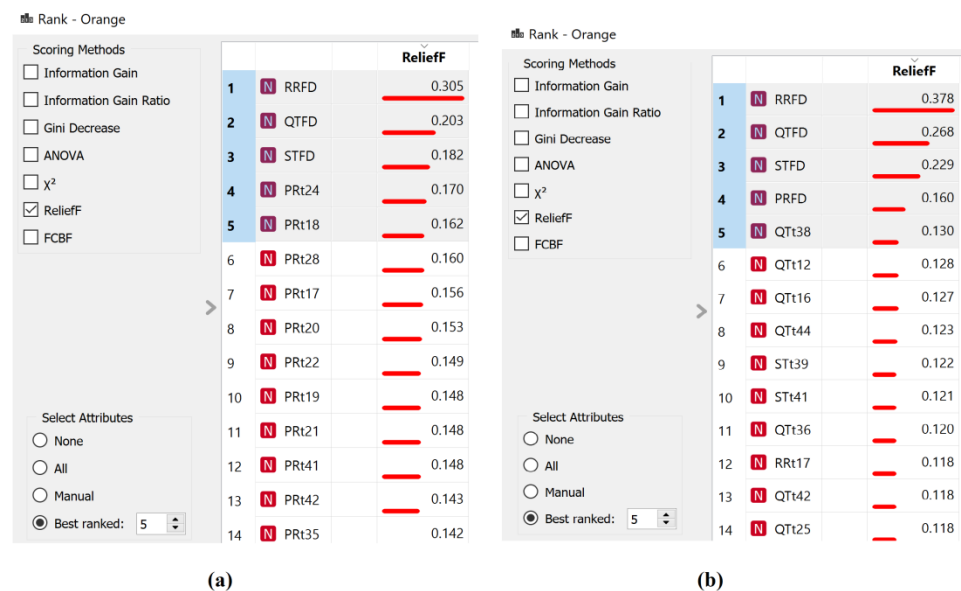 Rank - Orange
Scoring Methods
Information Gain
Information Gain Ratio
Gini Decrease
ANOVA
χ²
ReliefF
FCBF
Select Attributes
None
All
Manual
Best ranked: 5
ReliefF
1 N RRFD 0.305
2 N QTFD 0.203
3 N STFD 0.182
4 N PRt24 0.170
5 N PRt18 0.162
6 N PRt28 0.160
7 N PRt17 0.156
8 N PRt20 0.153
9 N PRt22 0.149
10 N PRt19 0.148
11 N PRt21 0.148
12 N PRt41 0.148
13 N PRt42 0.143
14 N PRt35 0.142
(a)
Rank - Orange
Scoring Methods
Information Gain
Information Gain Ratio
Gini Decrease
ANOVA
χ²
ReliefF
FCBF
Select Attributes
None
All
Manual
Best ranked: 5
ReliefF
1 N RRFD 0.378
2 N QTFD 0.268
3 N STFD 0.229
4 N PRFD 0.160
5 N QTt38 0.130
6 N QTt12 0.128
7 N QTt16 0.127
8 N QTt44 0.123
9 N STt39 0.122
10 N STt41 0.121
11 N QTt36 0.120
12 N RRt17 0.118
13 N QTt42 0.118
14 N QTt25 0.118
(b)